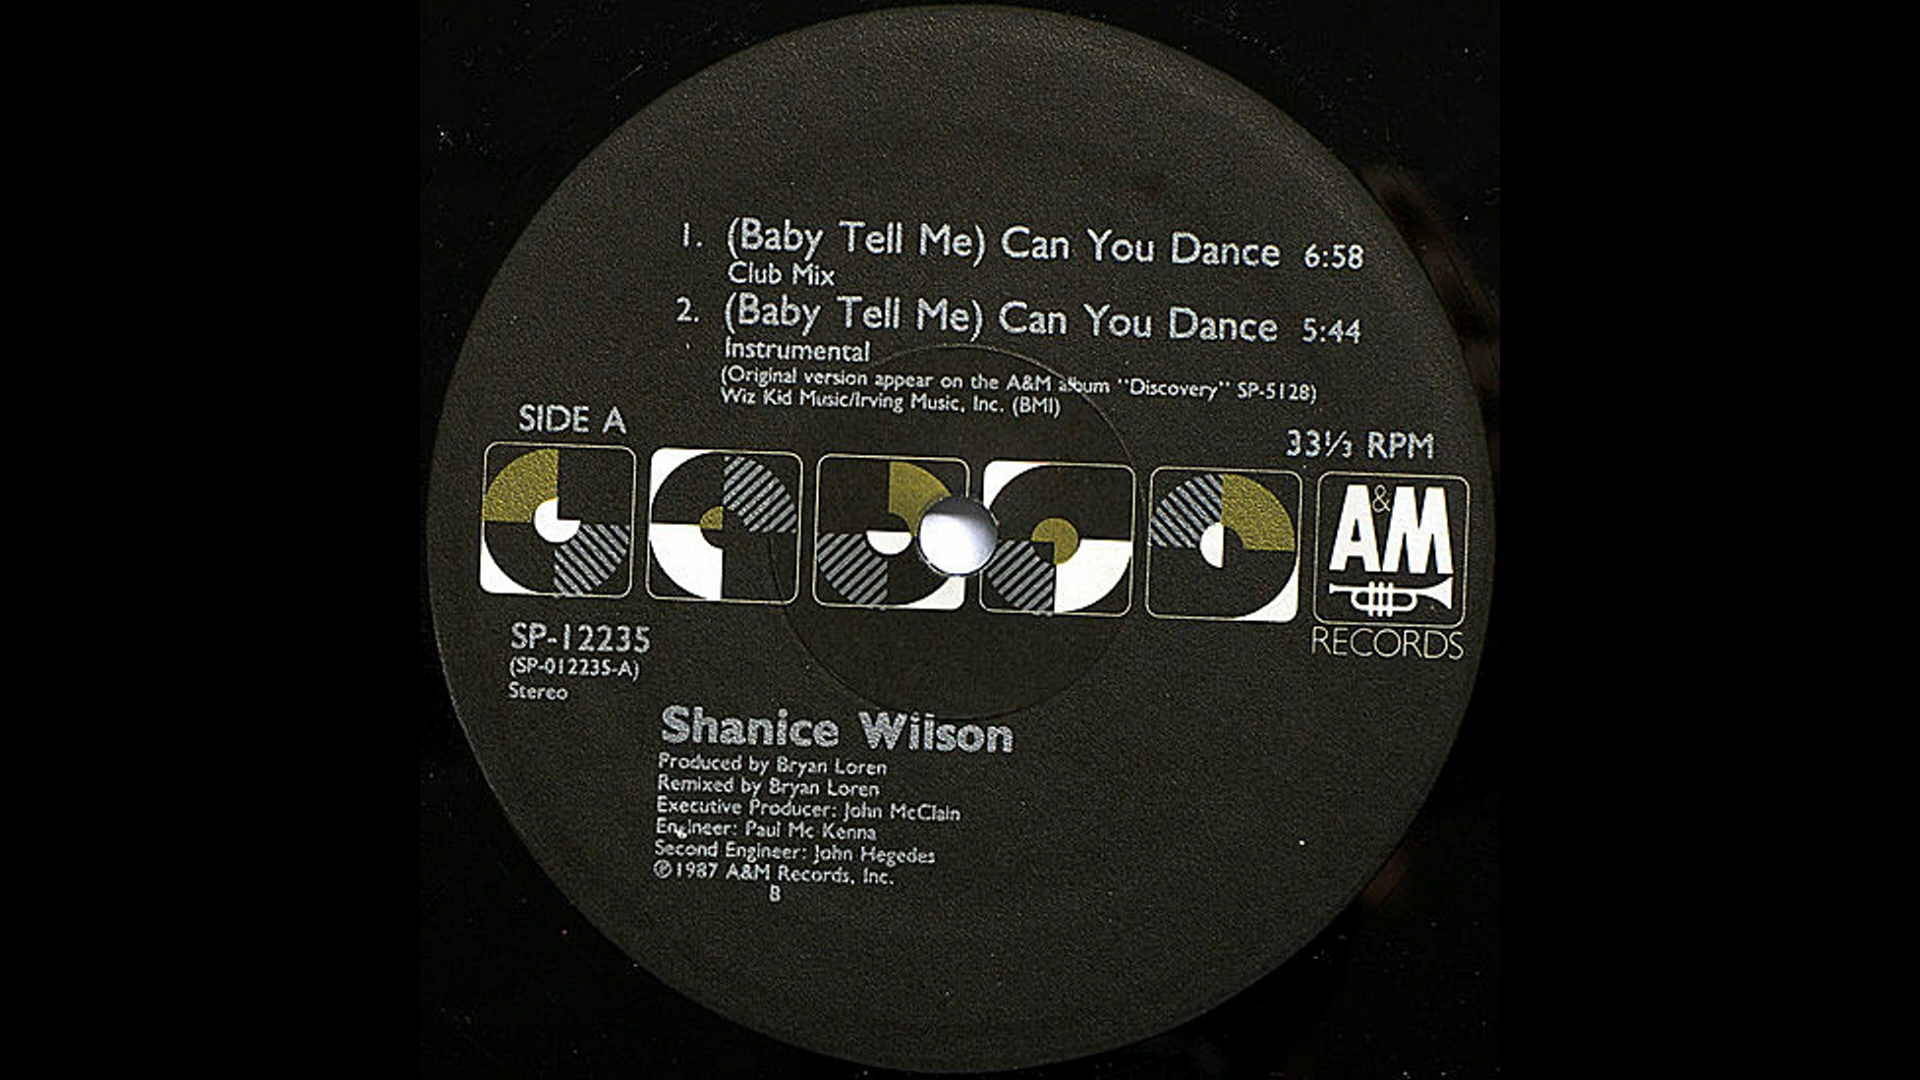 1. (Baby Tell Me) Can You Dance 6:58
Club Mix
2. (Baby Tell Me) Can You Dance 5:44
Instrumental
(Original version appear on the A&M album "Discovery" SP-5128)
Wiz Kid Music/Irving Music, Inc. (BMI)
SIDE A
33⅓ RPM
A&M
RECORDS
SP-12235
(SP-012235-A)
Stereo
Shanice Wilson
Produced by Bryan Loren
Remixed by Bryan Loren
Executive Producer: John McClain
Engineer: Paul Mc Kenna
Second Engineer: John Hegedes
℗1987 A&M Records, Inc.
B